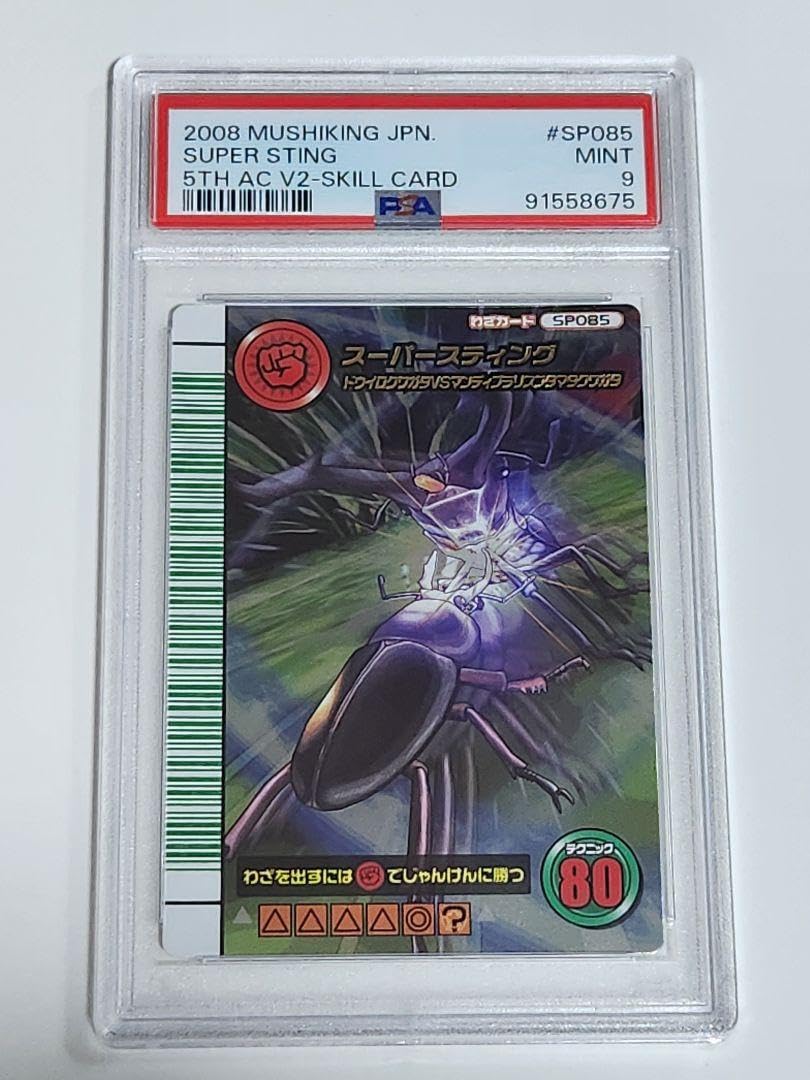 2008 MUSHIKING JPN. #SP085
SUPER STING MINT
5TH AC V2-SKILL CARD 9
PSA 91558675
わざカード SP085
スーパースティング
トウイロクワガタVSマンディブラリスフタマタクワガタ
わざを出すには でじゃんけんに勝つ
テクニック
80
?